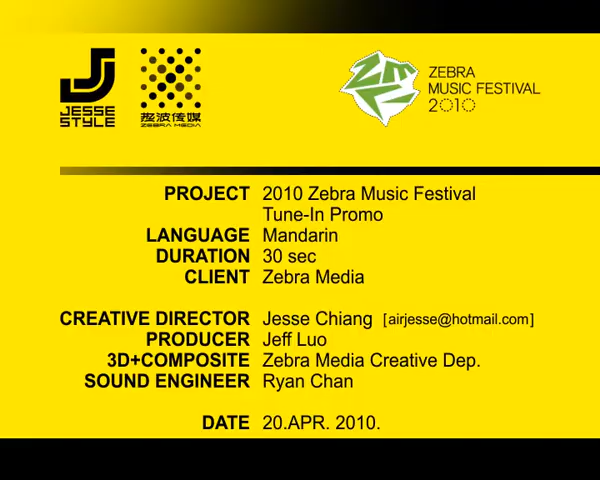 JESSE
STYLE
传媒
ZEBRA MEDIA
ZEBRA
MUSIC FESTIVAL
2010
PROJECT 2010 Zebra Music Festival
Tune-In Promo
LANGUAGE Mandarin
DURATION 30 sec
CLIENT Zebra Media
CREATIVE DIRECTOR Jesse Chiang [airjesse@hotmail.com]
PRODUCER Jeff Luo
3D+COMPOSITE Zebra Media Creative Dep.
SOUND ENGINEER Ryan Chan
DATE 20.APR. 2010.